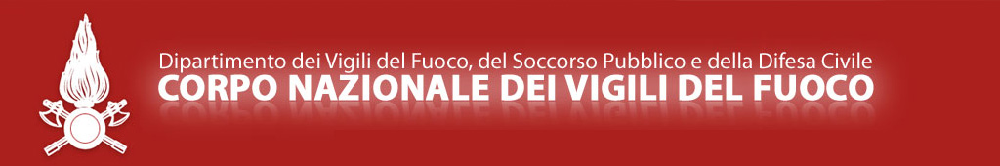 Dipartimento dei Vigili del Fuoco, del Soccorso Pubblico e della Difesa Civile
CORPO NAZIONALE DEI VIGILI DEL FUOCO